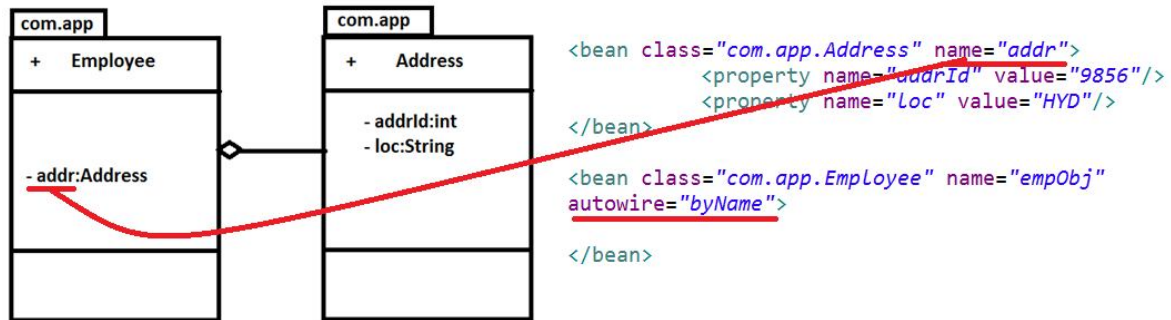 com.app
+ Employee
- addr:Address
com.app
+ Address
- addrId:int
- loc:String
<bean class="com.app.Address" name="addr">
<property name="addrId" value="9856"/>
<property name="loc" value="HYD"/>
</bean>
<bean class="com.app.Employee" name="empObj"
autowire="byName">
</bean>